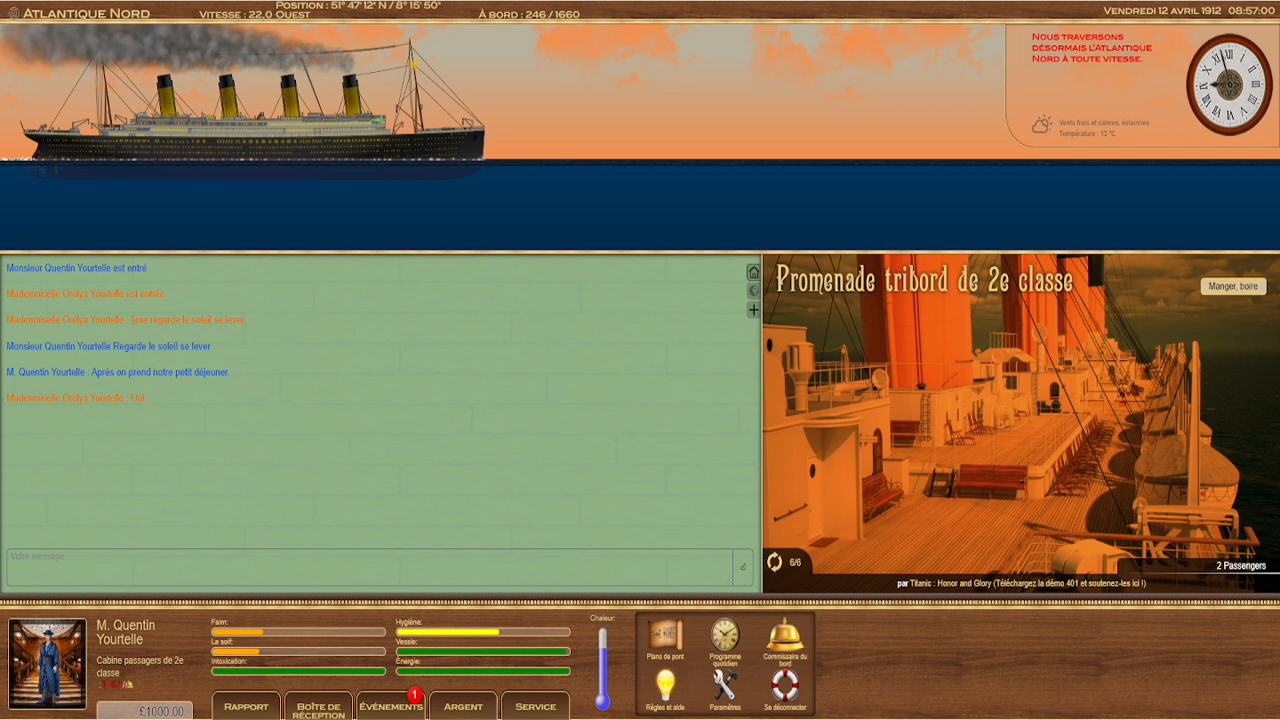 Atlantique Nord
Vitesse : 22,0 Ouest
Position : 51° 47' 12" N / 8° 15' 50"
À bord : 246 / 1660
Vendredi 12 avril 1912 08:57:00
Nous traversons
désormais l'Atlantique
Nord à toute vitesse.
Vents frais et calmes, éclaircies
Température : 10 °C
Monsieur Quentin Yourtelle est entré
Mademoiselle Orélya Yourtelle est entrée
Mademoiselle Orélya Yourtelle : §me regarde le soleil se lever
Monsieur Quentin Yourtelle Regarde le soleil se lever
M. Quentin Yourtelle : Après on prend notre petit déjeuner.
Mademoiselle Orélya Yourtelle : Oui
Votre message
Promenade tribord de 2e classe
Manger, boire
6/6
2 Passengers
par Titanic : Honor and Glory (Téléchargez la démo 401 et soutenez-les ici !)
M. Quentin
Yourtelle
Cabine passagers de 2e
classe
£1000.00
Faim:
La soif:
Intoxication:
Hygiène:
Vessie:
Énergie:
Chaleur:
Rapport
Boîte de
réception
Événements
1
Argent
Service
Plans de pont
Programme
quotidien
Commissaire du
bord
Règles et aide
Paramètres
Se déconnecter